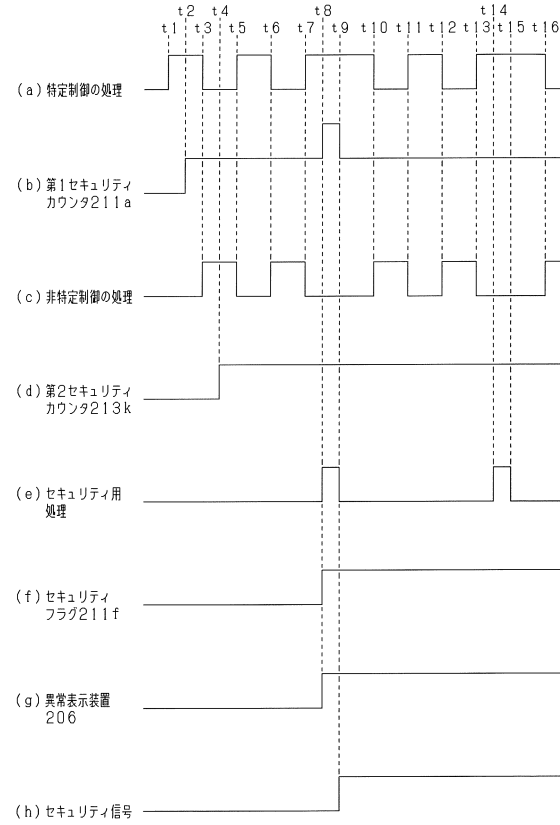 t2 t4 t8 t14
t1 t3 t5 t6 t7 t9 t10 t11 t12 t13 t15 t16
(a)特定制御の処理
(b)第1セキュリティ
カウンタ211a
(c)非特定制御の処理
(d)第2セキュリティ
カウンタ213k
(e)セキュリティ用
処理
(f)セキュリティ
フラグ211f
(g)異常表示装置
206
(h)セキュリティ信号